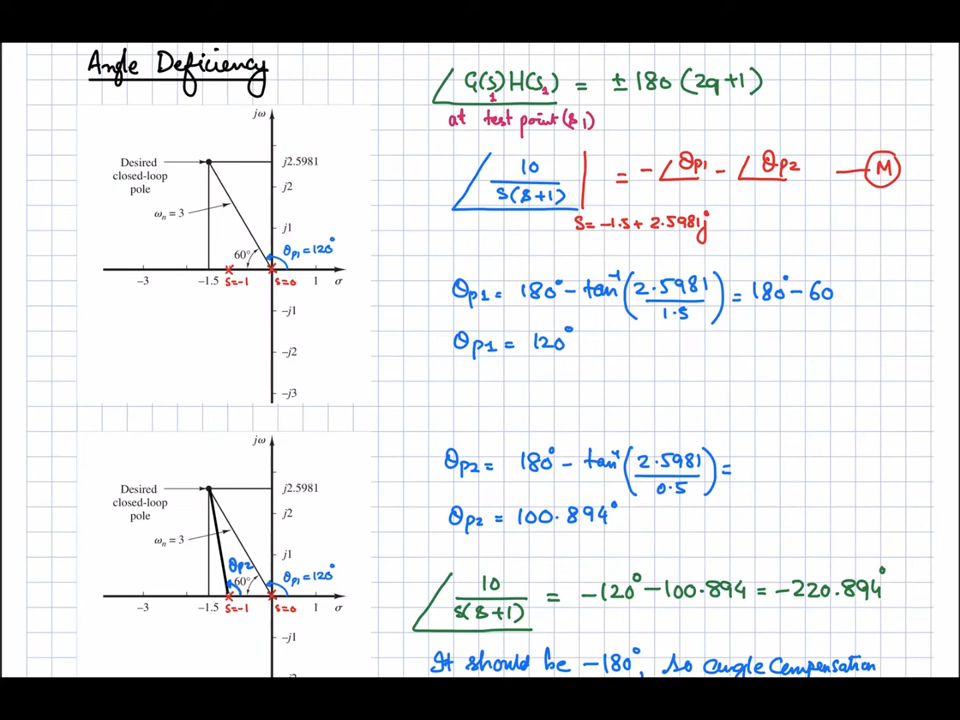 Angle Deficiency
∠G(s₁)H(s₁) = ± 180 (2q+1)
at test point (s₁)
∠10/s(s+1) | s = -1.5 + 2.5981j = -∠θp1 - ∠θp2 — M
θp1 = 180° - tan⁻¹(2.5981/1.5) = 180° - 60
θp1 = 120°
jω
Desired closed-loop pole
j2.5981
j2
ωn = 3
j1
60°
θp1 = 120°
-3
-1.5
s=-1
s=0
1
σ
-j1
-j2
-j3
θp2 = 180° - tan⁻¹(2.5981/0.5) =
θp2 = 100.894°
∠10/s(s+1) = -120° - 100.894 = -220.894°
It should be -180°, so angle compensation
jω
Desired closed-loop pole
j2.5981
j2
ωn = 3
j1
θp2
60°
θp1 = 120°
-3
-1.5
s=-1
s=0
1
σ
-j1